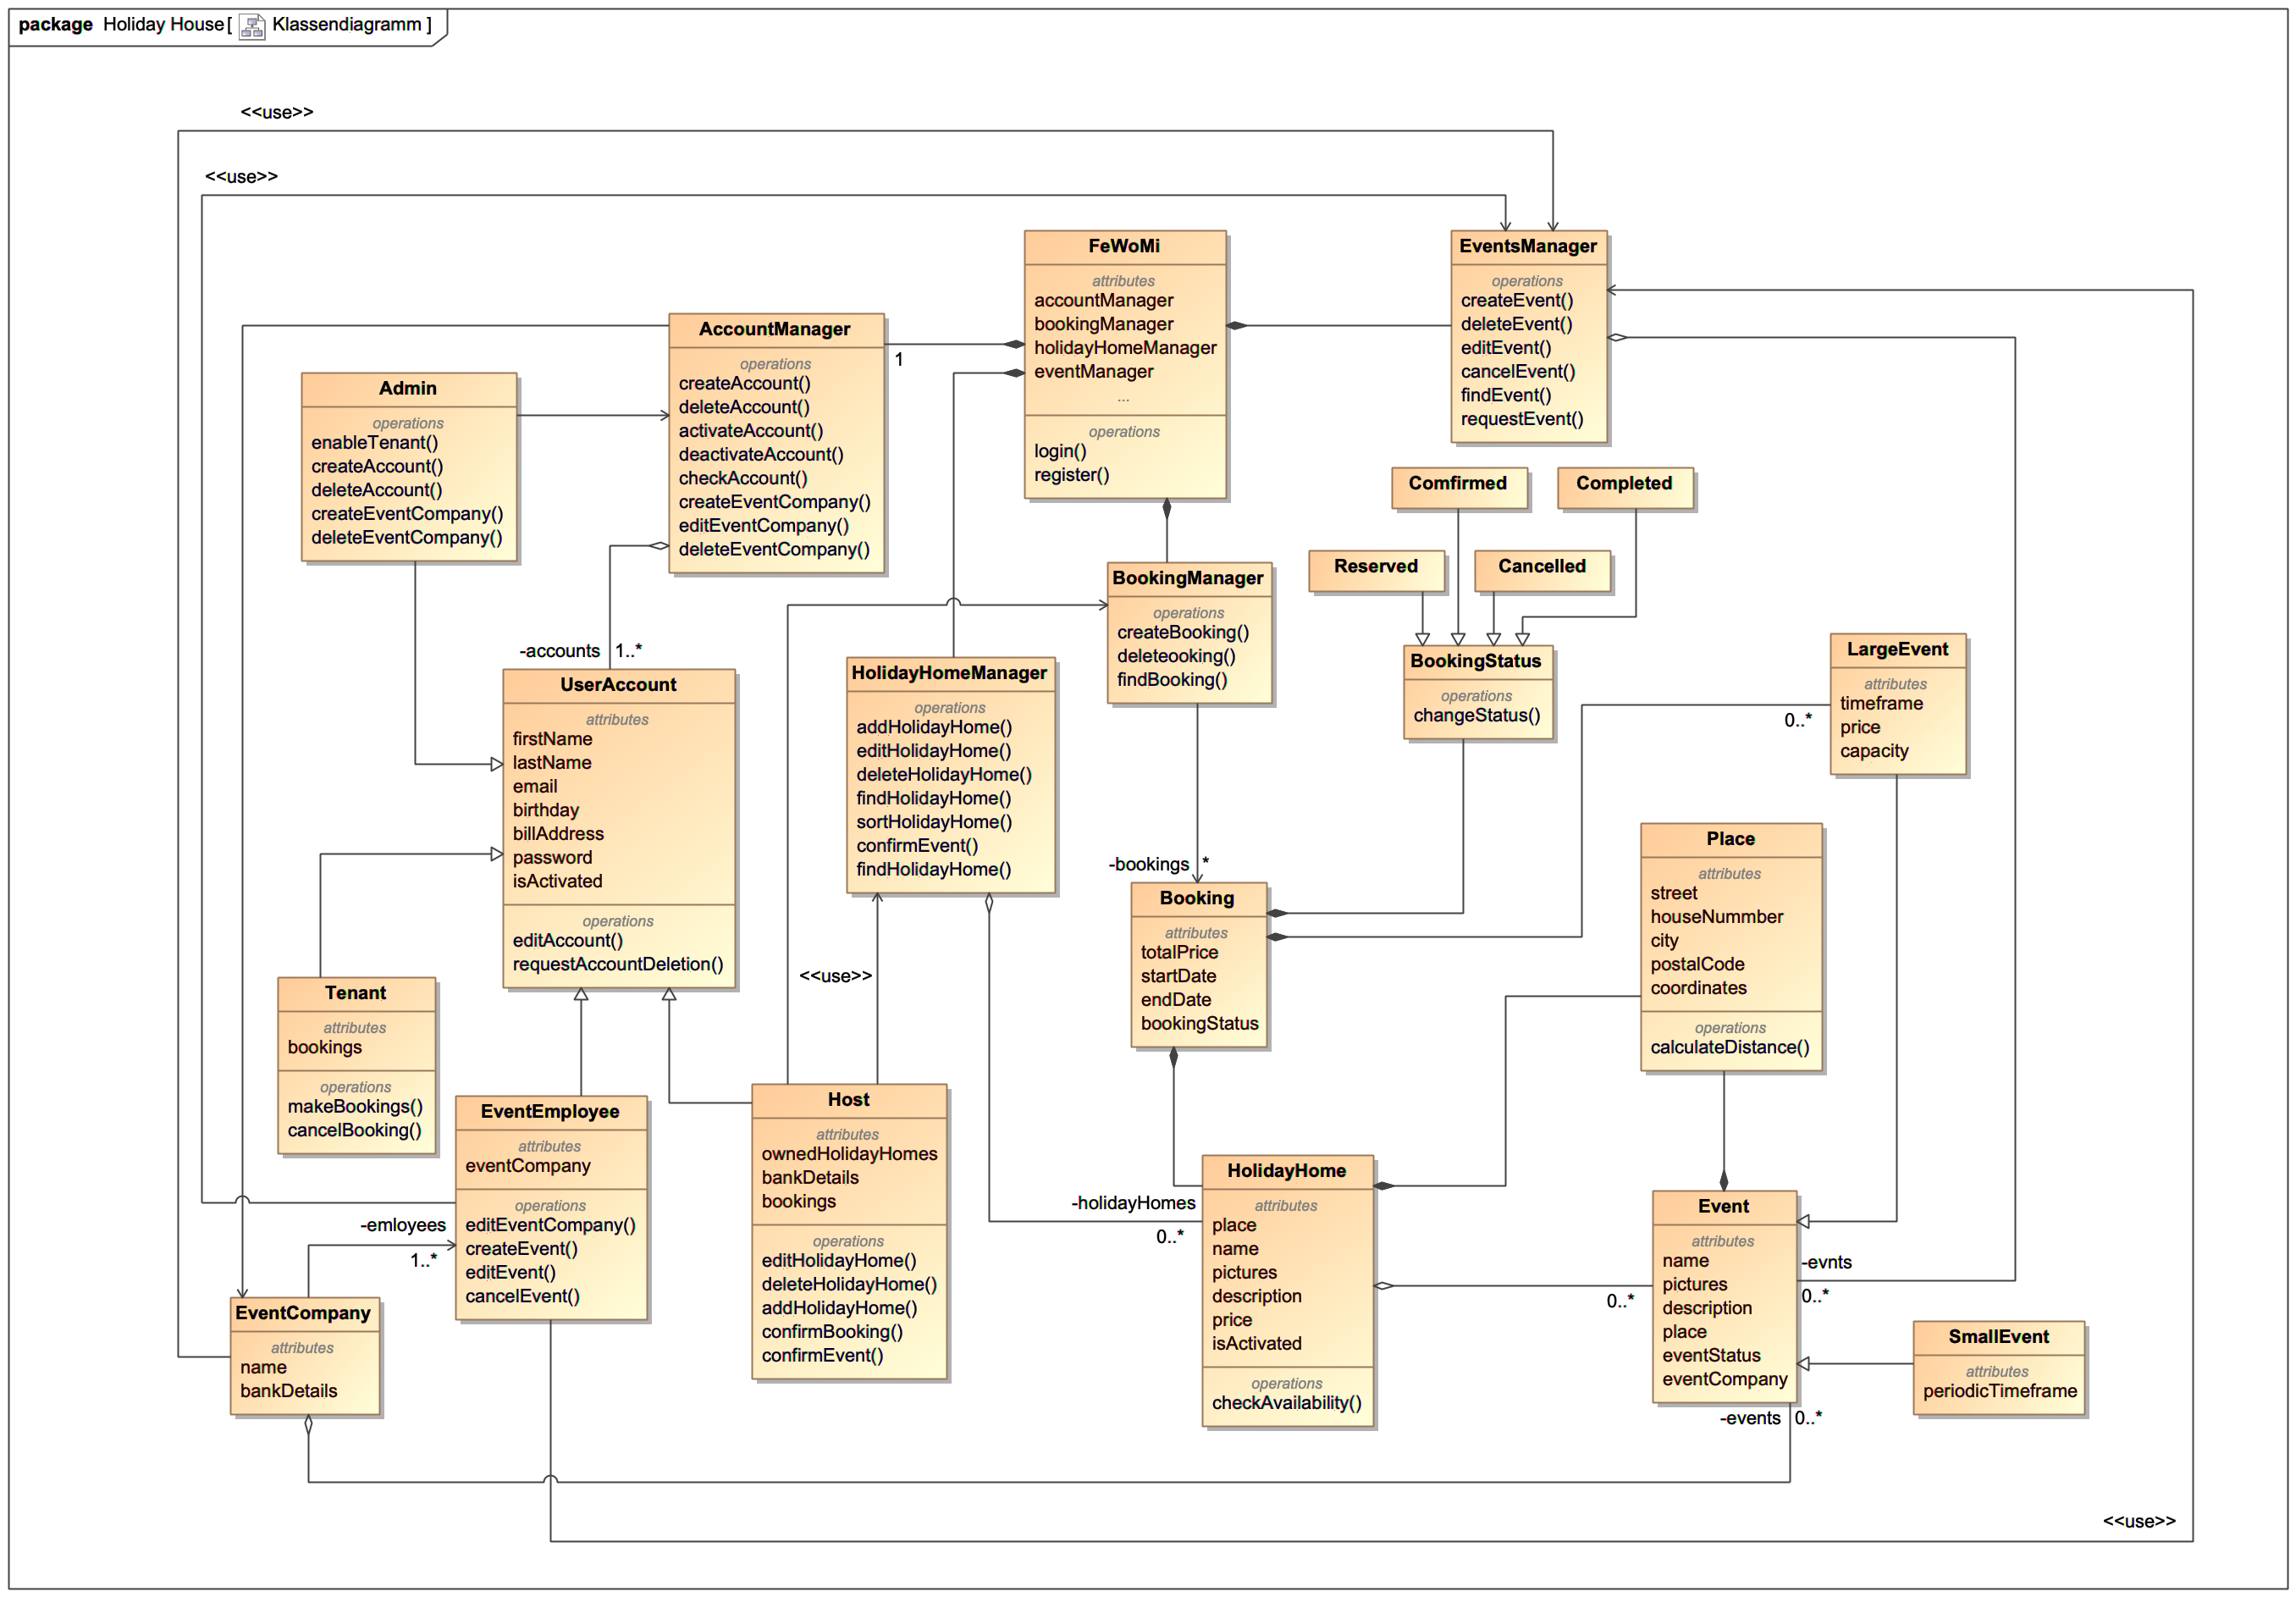 package Holiday House[ Klassendiagramm ]
<<use>>
<<use>>
FeWoMi
attributes
accountManager
bookingManager
holidayHomeManager
eventManager
...
operations
login()
register()
EventsManager
operations
createEvent()
deleteEvent()
editEvent()
cancelEvent()
findEvent()
requestEvent()
AccountManager
operations
createAccount()
deleteAccount()
activateAccount()
deactivateAccount()
checkAccount()
createEventCompany()
editEventCompany()
deleteEventCompany()
1
Admin
operations
enableTenant()
createAccount()
deleteAccount()
createEventCompany()
deleteEventCompany()
Comfirmed
Completed
Reserved
Cancelled
BookingManager
operations
createBooking()
deleteooking()
findBooking()
BookingStatus
operations
changeStatus()
LargeEvent
attributes
timeframe
price
capacity
0..*
-accounts 1..*
UserAccount
attributes
firstName
lastName
email
birthday
billAddress
password
isActivated
operations
editAccount()
requestAccountDeletion()
HolidayHomeManager
operations
addHolidayHome()
editHolidayHome()
deleteHolidayHome()
findHolidayHome()
sortHolidayHome()
confirmEvent()
findHolidayHome()
-bookings *
Booking
attributes
totalPrice
startDate
endDate
bookingStatus
Place
attributes
street
houseNummber
city
postalCode
coordinates
operations
calculateDistance()
<<use>>
Tenant
attributes
bookings
operations
makeBookings()
cancelBooking()
EventEmployee
attributes
eventCompany
operations
editEventCompany()
createEvent()
editEvent()
cancelEvent()
Host
attributes
ownedHolidayHomes
bankDetails
bookings
operations
editHolidayHome()
deleteHolidayHome()
addHolidayHome()
confirmBooking()
confirmEvent()
-holidayHomes
0..*
HolidayHome
attributes
place
name
pictures
description
price
isActivated
operations
checkAvailability()
0..*
Event
attributes
name
pictures
description
place
eventStatus
eventCompany
-evnts
0..*
-events 0..*
SmallEvent
attributes
periodicTimeframe
-emloyees
1..*
EventCompany
attributes
name
bankDetails
<<use>>